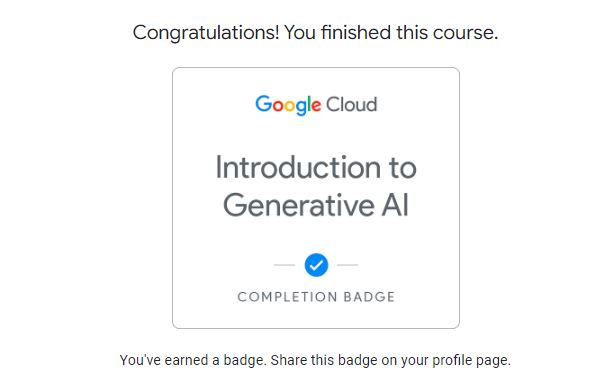 Congratulations! You finished this course.
Google Cloud
Introduction to
Generative AI
COMPLETION BADGE
You've earned a badge. Share this badge on your profile page.